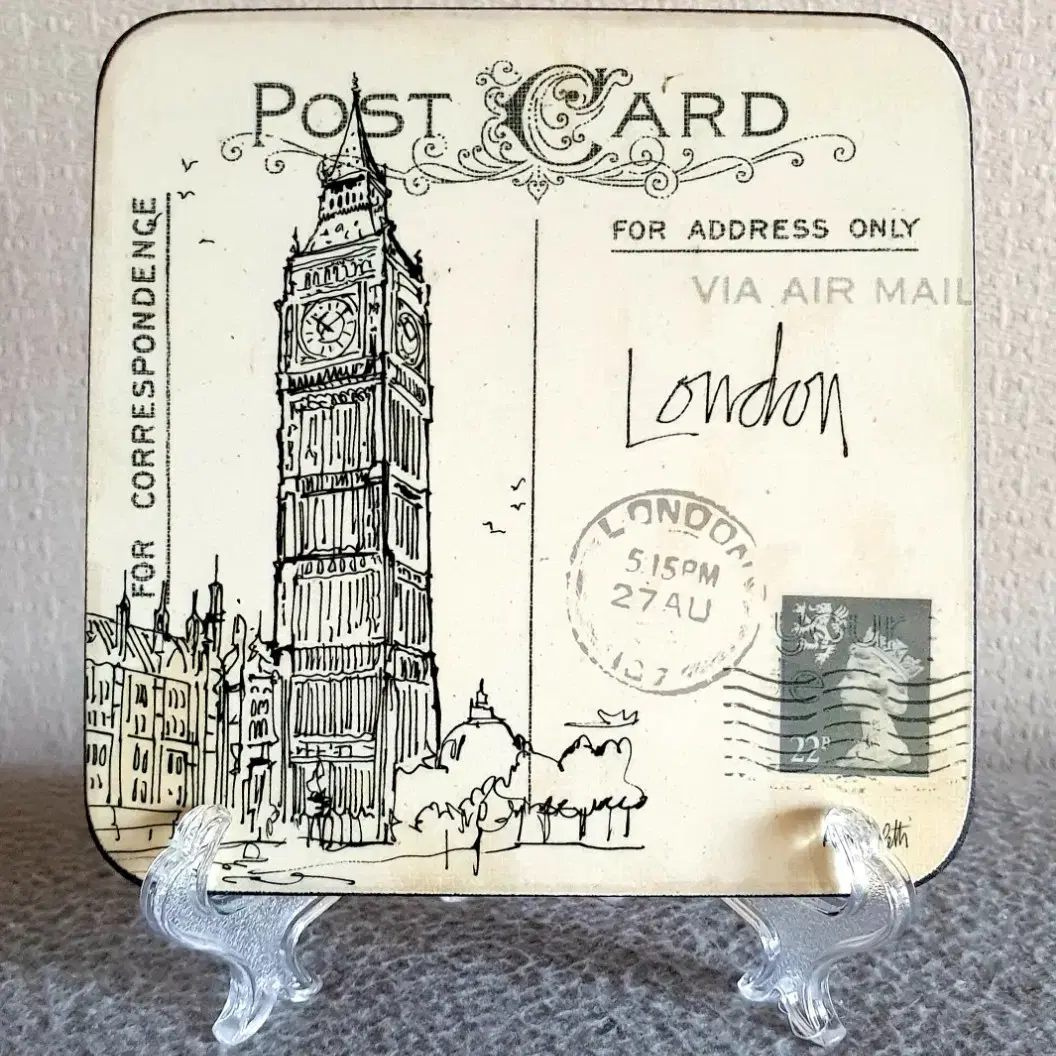 POST CARD
FOR CORRESPONDENCE
FOR ADDRESS ONLY
VIA AIR MAIL
London
LONDON
5.15PM
27AU
22P